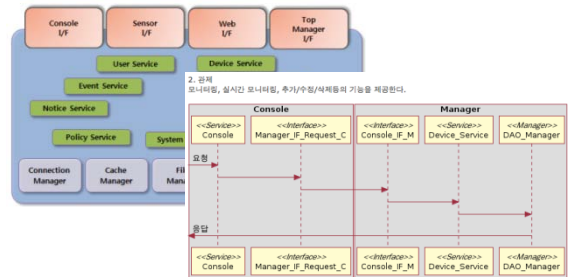 Console
I/F
Sensor
I/F
Web
I/F
Top
Manager
I/F
User Service
Device Service
Event Service
Notice Service
Policy Service
System
Connection
Manager
Cache
Manager
2. 관제
모니터링, 실시간 모니터링, 추가/수정/삭제등의 기능을 제공한다.
Console
Manager
<<Service>>
Console
<<Interface>>
Manager_IF_Request_C
<<Interface>>
Console_IF_M
<<Service>>
Device_Service
<<Manager>>
DAO_Manager
요청
응답
<<Service>>
Console
<<Interface>>
Manager_IF_Request_C
<<Interface>>
Console_IF_M
<<Service>>
Device_Service
<<Manager>>
DAO_Manager